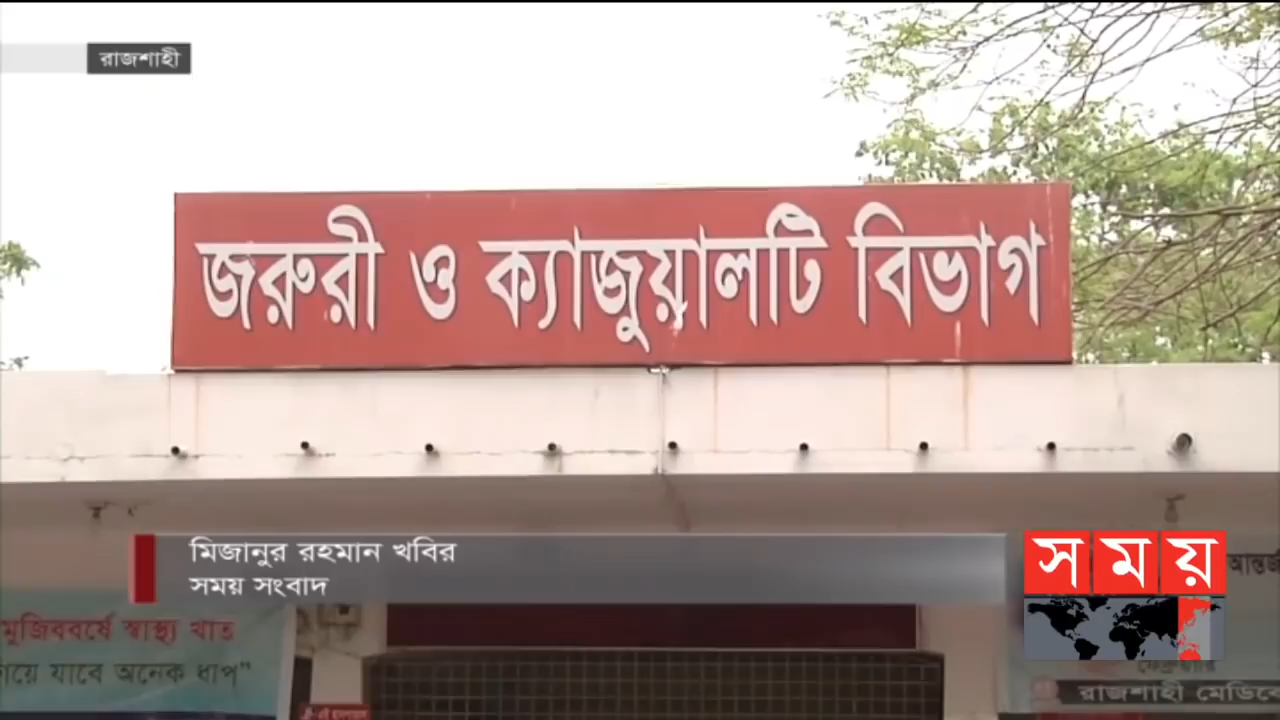 রাজশাহী
জরুরী ও ক্যাজুয়ালটি বিভাগ
মিজানুর রহমান খবির
সময় সংবাদ
সময়
মুজিববর্ষে স্বাস্থ্য খাত
যাবে অনেক ধাপ"
রাজশাহী